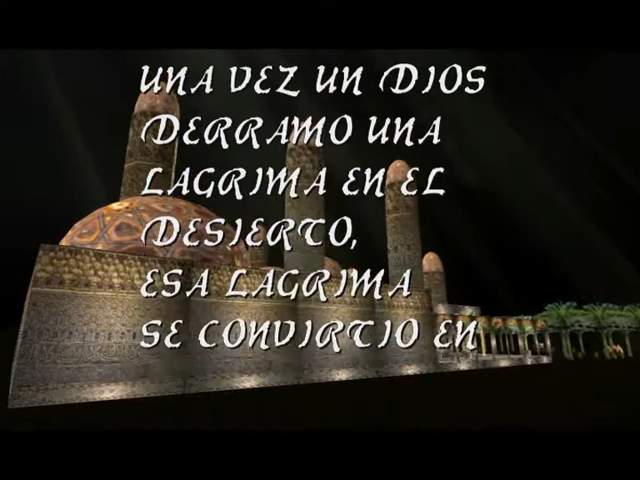 UNA VEZ UN DIOS
DERRAMO UNA
LAGRIMA EN EL
DESIERTO,
ESA LAGRIMA
SE CONVIRTIO EN